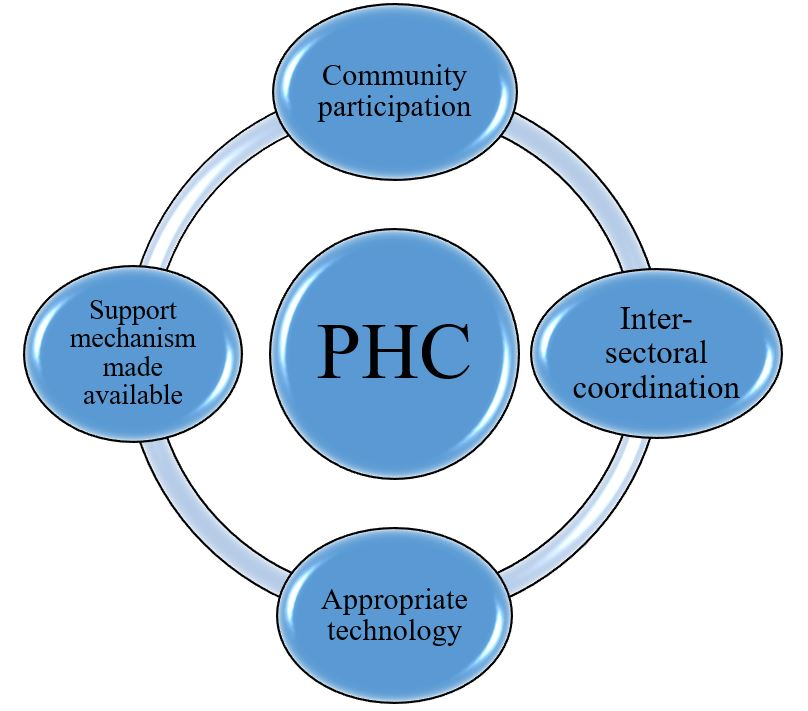 Community
participation
Support
mechanism
made
available
PHC
Inter-
sectoral
coordination
Appropriate
technology